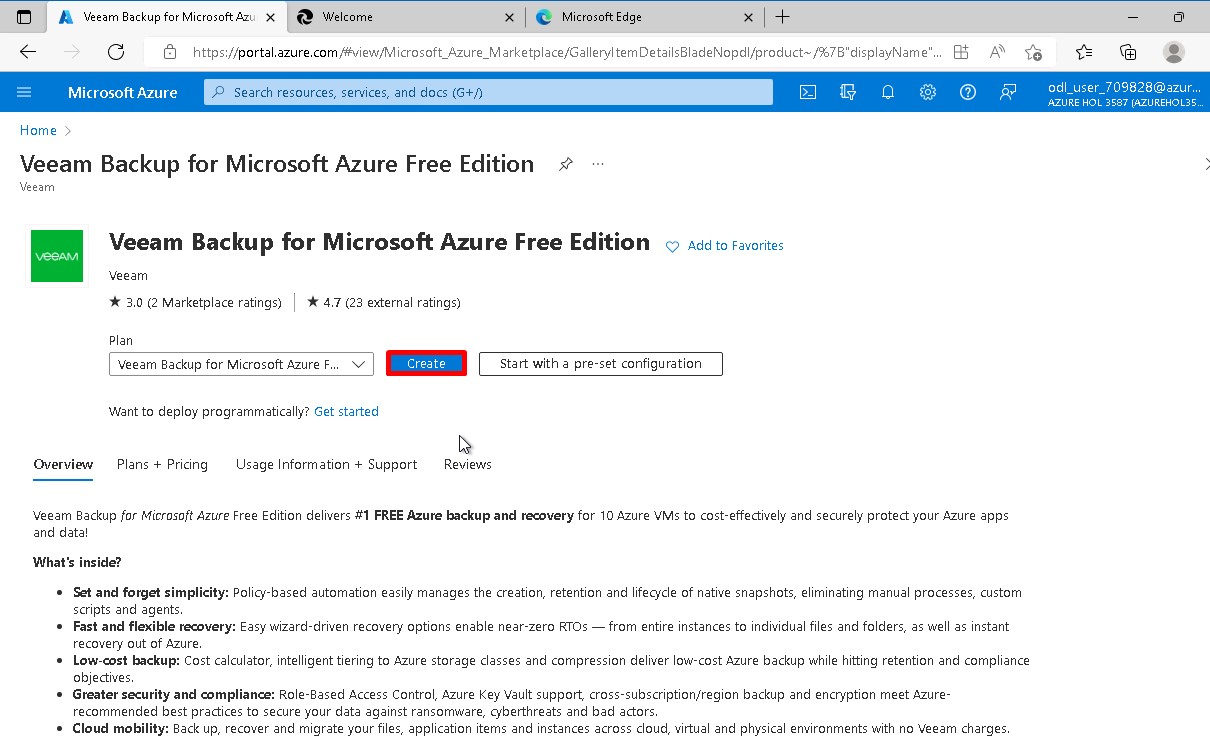 Veeam Backup for Microsoft Azu
Welcome
Microsoft Edge
https://portal.azure.com/#view/Microsoft_Azure_Marketplace/GalleryItemDetailsBladeNopdl/product~/%7B"displayName"...
Microsoft Azure
Search resources, services, and docs (G+/)
odl_user_709828@azur...
AZURE HOL 3587 (AZUREHOL35...
Home
Veeam Backup for Microsoft Azure Free Edition
...
Veeam
veeam
Veeam Backup for Microsoft Azure Free Edition
Add to Favorites
Veeam
★ 3.0 (2 Marketplace ratings) | ★ 4.7 (23 external ratings)
Plan
Veeam Backup for Microsoft Azure F...
Create
Start with a pre-set configuration
Want to deploy programmatically? Get started
Overview Plans + Pricing Usage Information + Support Reviews
Veeam Backup for Microsoft Azure Free Edition delivers #1 FREE Azure backup and recovery for 10 Azure VMs to cost-effectively and securely protect your Azure apps
and data!
What's inside?
• Set and forget simplicity: Policy-based automation easily manages the creation, retention and lifecycle of native snapshots, eliminating manual processes, custom
scripts and agents.
• Fast and flexible recovery: Easy wizard-driven recovery options enable near-zero RTOs — from entire instances to individual files and folders, as well as instant
recovery out of Azure.
• Low-cost backup: Cost calculator, intelligent tiering to Azure storage classes and compression deliver low-cost Azure backup while hitting retention and compliance
objectives.
• Greater security and compliance: Role-Based Access Control, Azure Key Vault support, cross-subscription/region backup and encryption meet Azure-
recommended best practices to secure your data against ransomware, cyberthreats and bad actors.
• Cloud mobility: Back up, recover and migrate your files, application items and instances across cloud, virtual and physical environments with no Veeam charges.